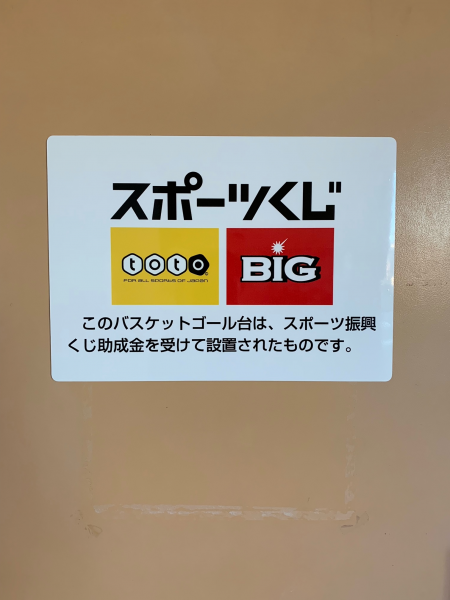 スポーツくじ
toto
FOR ALL SPORTS OF JAPAN
BIG
このバスケットゴール台は、スポーツ振興
くじ助成金を受けて設置されたものです。